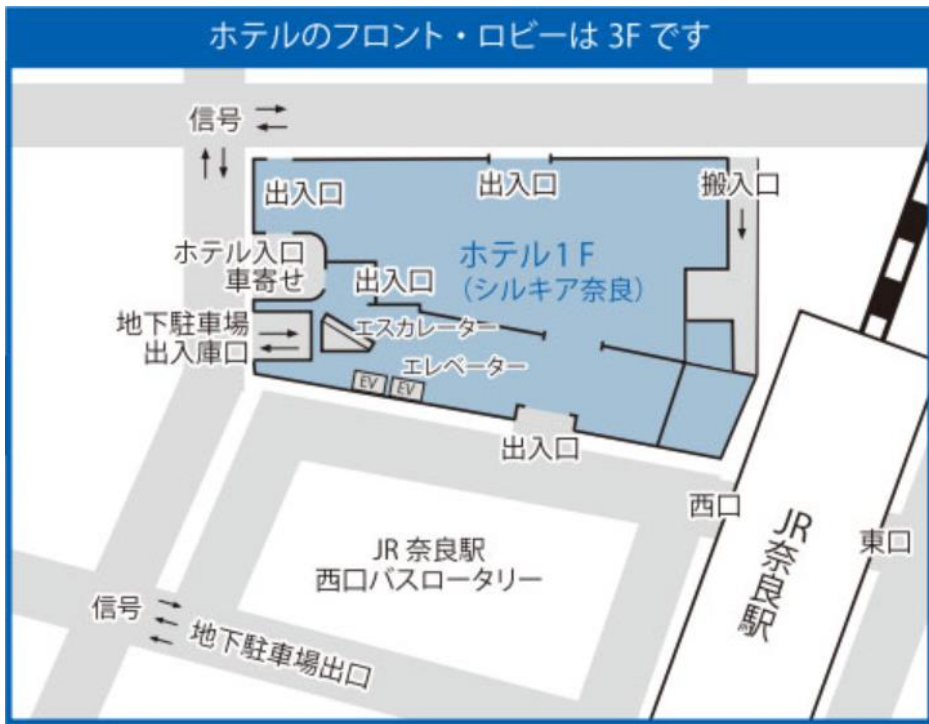 ホテルのフロント・ロビーは 3F です
信号
出入口
出入口
搬入口
ホテル入口
車寄せ
ホテル1F
(シルキア奈良)
出入口
地下駐車場
出入庫口
エスカレーター
エレベーター
EV
EV
出入口
西口
JR奈良駅
東口
JR 奈良駅
西口バスロータリー
信号
地下駐車場出口